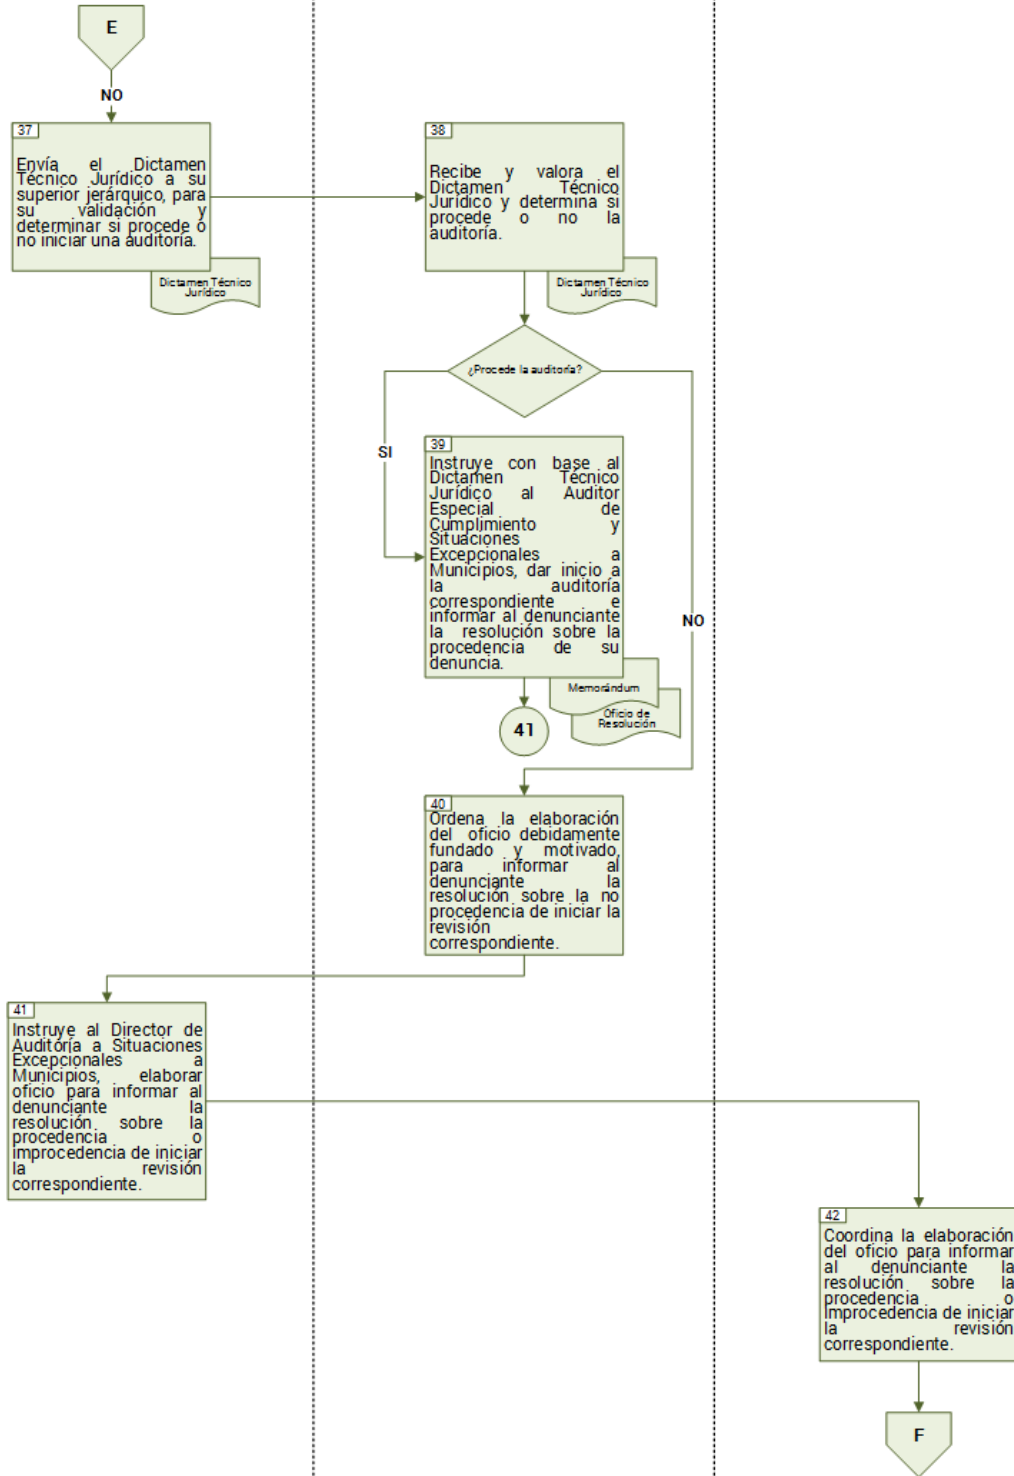 E
NO
37
Envía el Dictamen
Técnico Jurídico a su
superior jerárquico, para
su validación y
determinar si procede o
no iniciar una auditoría.
Dictamen Técnico
Jurídico
38
Recibe y valora el
Dictamen Técnico
Jurídico y determina si
procede o no la
auditoría.
Dictamen Técnico
Jurídico
¿Procede la auditoría?
SI
NO
39
Instruye con base al
Dictamen Técnico
Jurídico al Auditor
Especial de
Cumplimiento y
Situaciones
Excepcionales a
Municipios, dar inicio a
la auditoría
correspondiente e
informar al denunciante
la resolución sobre la
procedencia de su
denuncia.
Memorándum
Oficio de
Resolución
41
40
Ordena la elaboración
del oficio debidamente
fundado y motivado,
para informar al
denunciante la
resolución sobre la no
procedencia de iniciar la
revisión
correspondiente.
41
Instruye al Director de
Auditoría a Situaciones
Excepcionales a
Municipios, elaborar
oficio para informar al
denunciante la
resolución sobre la
procedencia o
improcedencia de iniciar
la revisión
correspondiente.
42
Coordina la elaboración
del oficio para informar
al denunciante la
resolución sobre la
procedencia o
improcedencia de iniciar
la revisión
correspondiente.
F